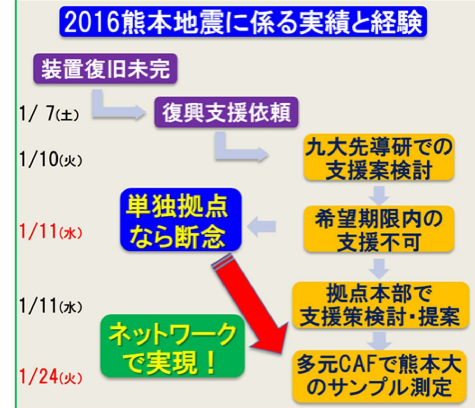 2016熊本地震に係る実績と経験
装置復旧未完
1/ 7(土)
復興支援依頼
1/10(火)
九大先導研での
支援案検討
単独拠点
なら断念
1/11(水)
希望期限内の
支援不可
1/11(水)
拠点本部で
支援策検討・提案
ネットワーク
で実現！
1/24(火)
多元CAFで熊本大
のサンプル測定